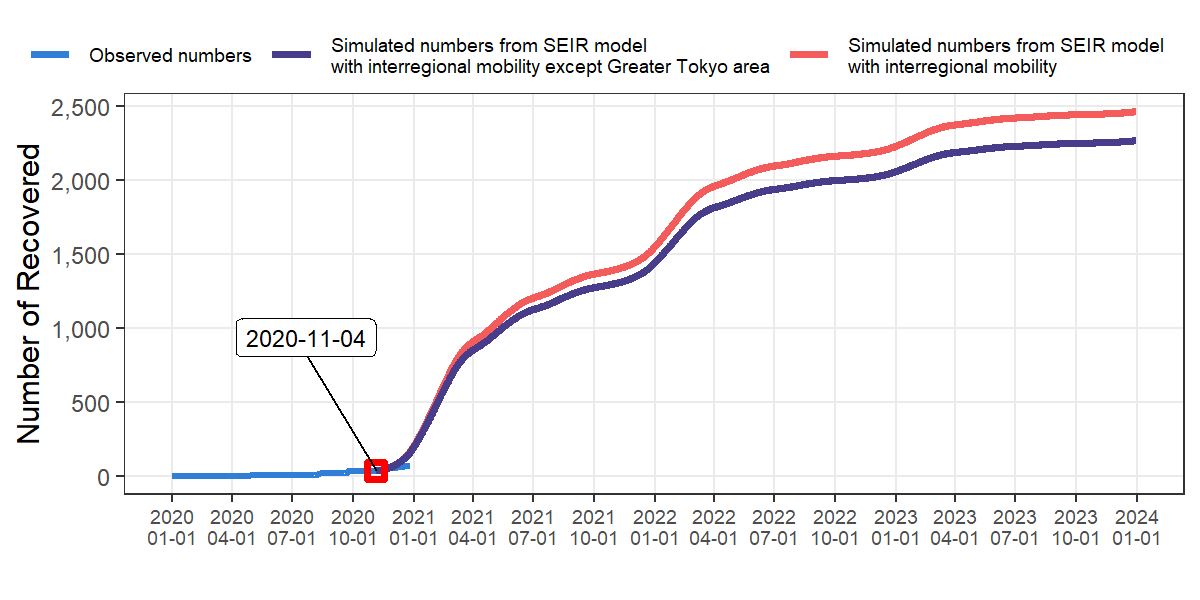 Observed numbers
Simulated numbers from SEIR model
with interregional mobility except Greater Tokyo area
Simulated numbers from SEIR model
with interregional mobility
Number of Recovered
2,500
2,000
1,500
1,000
500
0
2020-11-04
2020 2020 2020 2020 2021 2021 2021 2021 2022 2022 2022 2022 2023 2023 2023 2023 2024
01-01 04-01 07-01 10-01 01-01 04-01 07-01 10-01 01-01 04-01 07-01 10-01 01-01 04-01 07-01 10-01 01-01